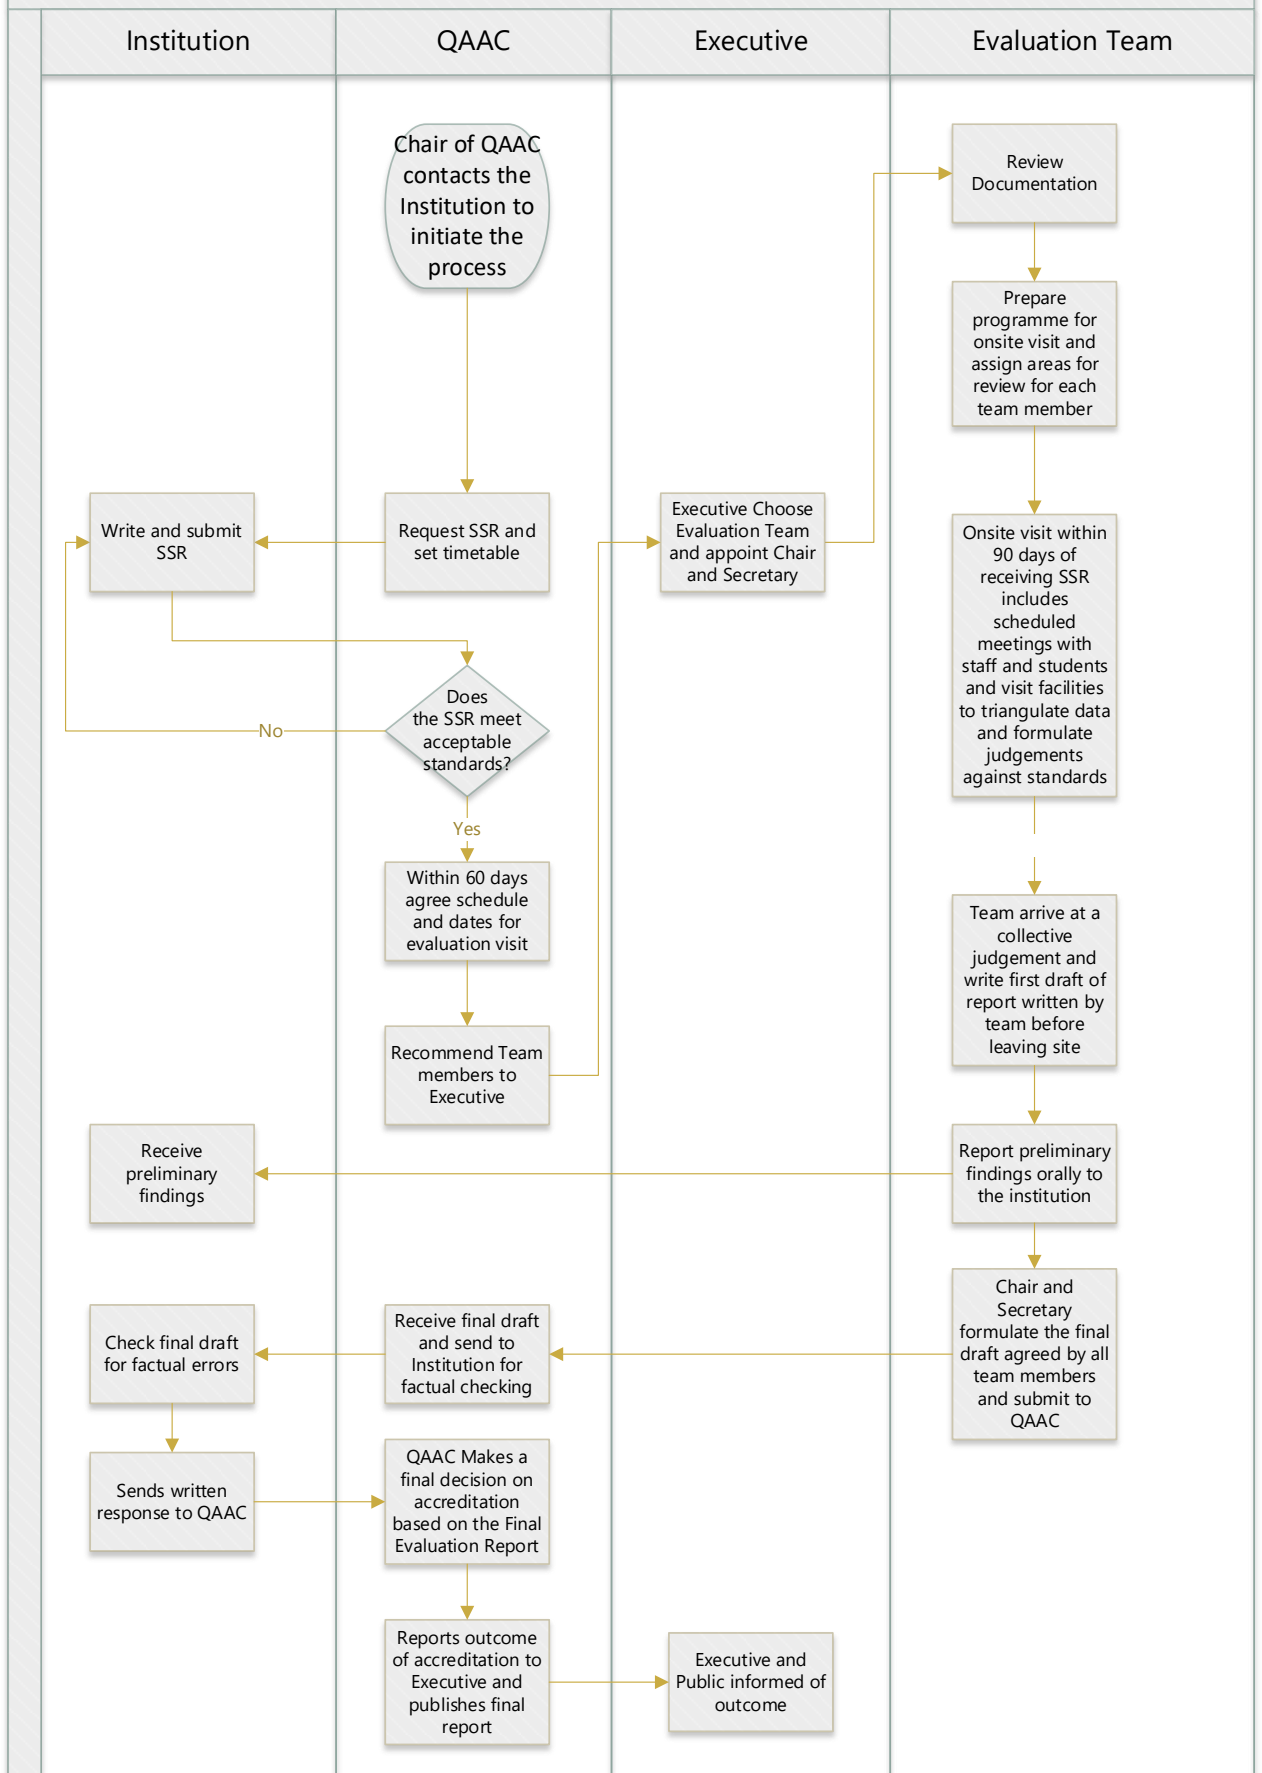 Institution
QAAC
Executive
Evaluation Team
Chair of QAAC
contacts the
Institution to
initiate the
process
Review
Documentation
Prepare
programme for
onsite visit and
assign areas for
review for each
team member
Write and submit
SSR
Request SSR and
set timetable
Executive Choose
Evaluation Team
and appoint Chair
and Secretary
Onsite visit within
90 days of
receiving SSR
includes
scheduled
meetings with
staff and students
and visit facilities
to triangulate data
and formulate
judgements
against standards
Does
the SSR meet
acceptable
standards?
No
Yes
Within 60 days
agree schedule
and dates for
evaluation visit
Team arrive at a
collective
judgement and
write first draft of
report written by
team before
leaving site
Recommend Team
members to
Executive
Receive
preliminary
findings
Report preliminary
findings orally to
the institution
Check final draft
for factual errors
Receive final draft
and send to
Institution for
factual checking
Chair and
Secretary
formulate the final
draft agreed by all
team members
and submit to
QAAC
Sends written
response to QAAC
QAAC Makes a
final decision on
accreditation
based on the Final
Evaluation Report
Reports outcome
of accreditation to
Executive and
publishes final
report
Executive and
Public informed of
outcome